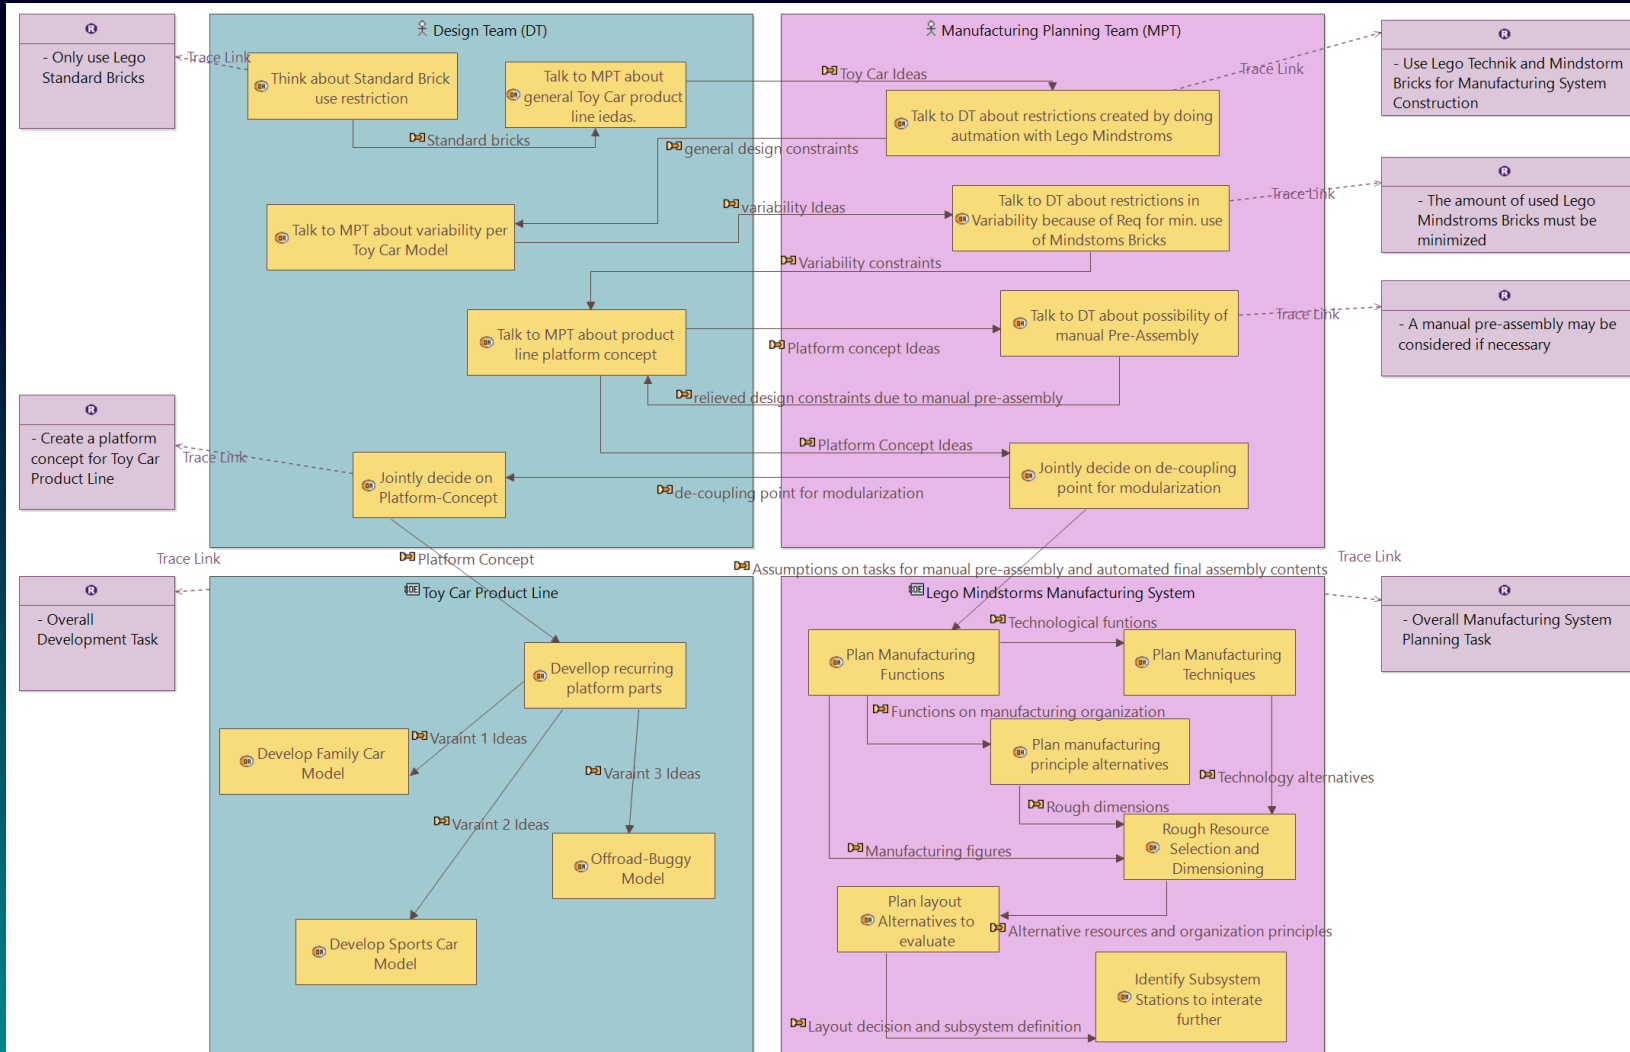 Design Team (DT)
Manufacturing Planning Team (MPT)
- Only use Lego
Standard Bricks
Trace Link
Think about Standard Brick
use restriction
Talk to MPT about
general Toy Car product
line iedas.
Standard bricks
Toy Car Ideas
Talk to DT about restrictions created by doing
autmation with Lego Mindstroms
Trace Link
- Use Lego Technik and Mindstorm
Bricks for Manufacturing System
Construction
general design constraints
Talk to MPT about variability per
Toy Car Model
variability Ideas
Talk to DT about restrictions in
Variability because of Req for min. use
of Mindstoms Bricks
Trace Link
- The amount of used Lego
Mindstroms Bricks must be
minimized
Variability constraints
Talk to MPT about product
line platform concept
Platform concept Ideas
Talk to DT about possibility of
manual Pre-Assembly
Trace Link
- A manual pre-assembly may be
considered if necessary
relieved design constraints due to manual pre-assembly
- Create a platform
concept for Toy Car
Product Line
Trace Link
Jointly decide on
Platform-Concept
Platform Concept Ideas
Jointly decide on de-coupling
point for modularization
de-coupling point for modularization
Trace Link
Platform Concept
Assumptions on tasks for manual pre-assembly and automated final assembly contents
Trace Link
- Overall
Development Task
Toy Car Product Line
Lego Mindstorms Manufacturing System
- Overall Manufacturing System
Planning Task
Devellop recurring
platform parts
Varaint 1 Ideas
Develop Family Car
Model
Varaint 3 Ideas
Varaint 2 Ideas
Offroad-Buggy
Model
Develop Sports Car
Model
Technological funtions
Plan Manufacturing
Functions
Plan Manufacturing
Techniques
Functions on manufacturing organization
Plan manufacturing
principle alternatives
Technology alternatives
Rough dimensions
Rough Resource
Selection and
Dimensioning
Manufacturing figures
Plan layout
Alternatives to
evaluate
Alternative resources and organization principles
Identify Subsystem
Stations to interate
further
Layout decision and subsystem definition